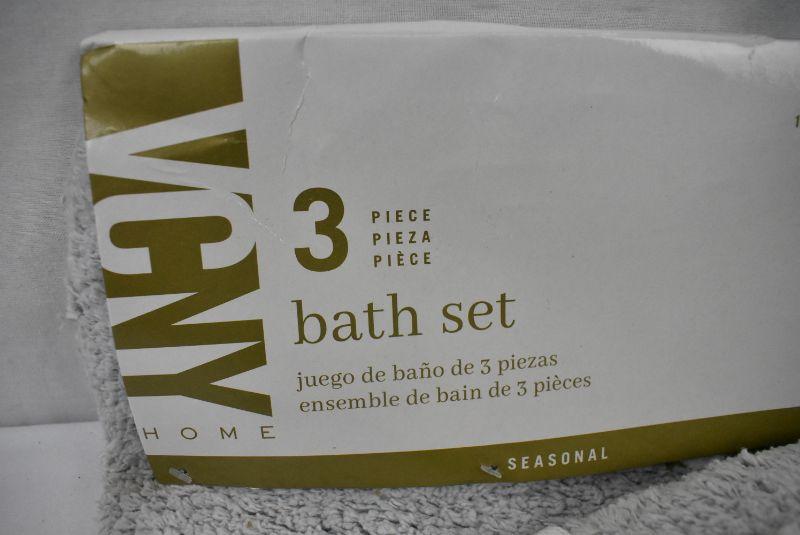 VCNY
HOME
3
PIECE
PIEZA
PIÈCE
bath set
juego de baño de 3 piezas
ensemble de bain de 3 pièces
SEASONAL